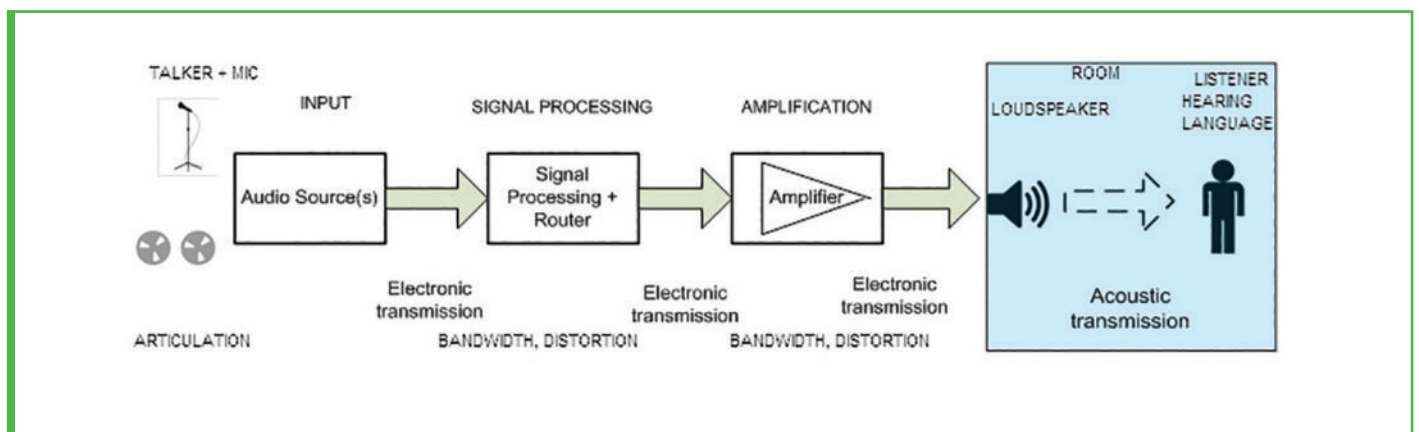 TALKER + MIC
INPUT
SIGNAL PROCESSING
AMPLIFICATION
ROOM
LOUDSPEAKER
LISTENER
HEARING
LANGUAGE
Audio Source(s)
Signal
Processing +
Router
Amplifier
Electronic
transmission
Electronic
transmission
Electronic
transmission
Acoustic
transmission
ARTICULATION
BANDWIDTH, DISTORTION
BANDWIDTH, DISTORTION